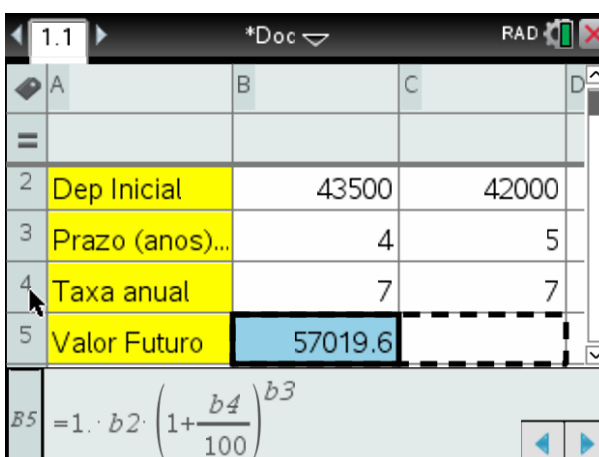 1.1 *Doc RAD
A B C D
=
2 Dep Inicial 43500 42000
3 Prazo (anos)... 4 5
4 Taxa anual 7 7
5 Valor Futuro 57019.6
B5 =1.·b2·(1+b4/100)^b3